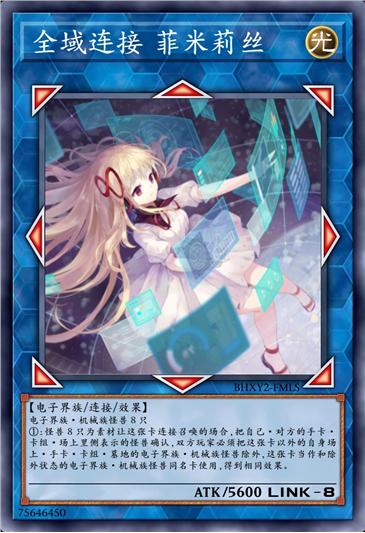 全域连接 菲米莉丝
光
BHXY2-FML5
【电子界族/连接/效果】
电子界族·机械族怪兽8只
①:怪兽8只为素材让这张卡连接召唤的场合,把自己·对方的手卡·
卡组·场上里侧表示的怪兽确认,双方玩家必须把这张卡以外的自身场
上·手卡·卡组·墓地的电子界族·机械族怪兽除外,这张卡当作和除
外状态的电子界族·机械族怪兽同名卡使用,得到相同效果。
ATK/5600 LINK-8
75646450